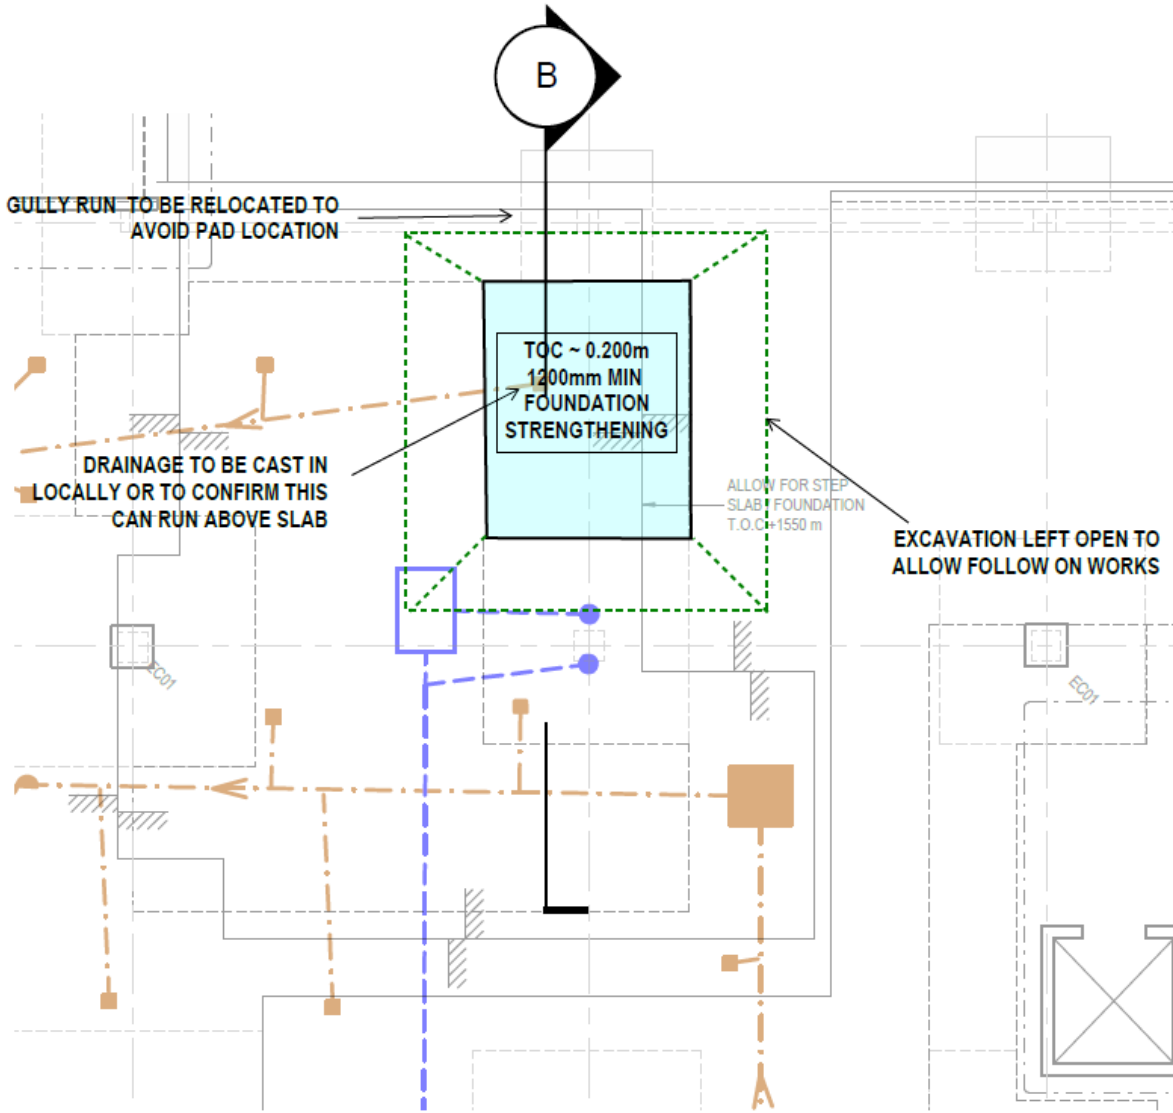 B
GULLY RUN TO BE RELOCATED TO
AVOID PAD LOCATION
TOC ~ 0.200m
1200mm MIN
FOUNDATION
STRENGTHENING
DRAINAGE TO BE CAST IN
LOCALLY OR TO CONFIRM THIS
CAN RUN ABOVE SLAB
ALLOW FOR STEP
SLAB / FOUNDATION
T.O.C +1550 m
EXCAVATION LEFT OPEN TO
ALLOW FOLLOW ON WORKS
EC01
EC01